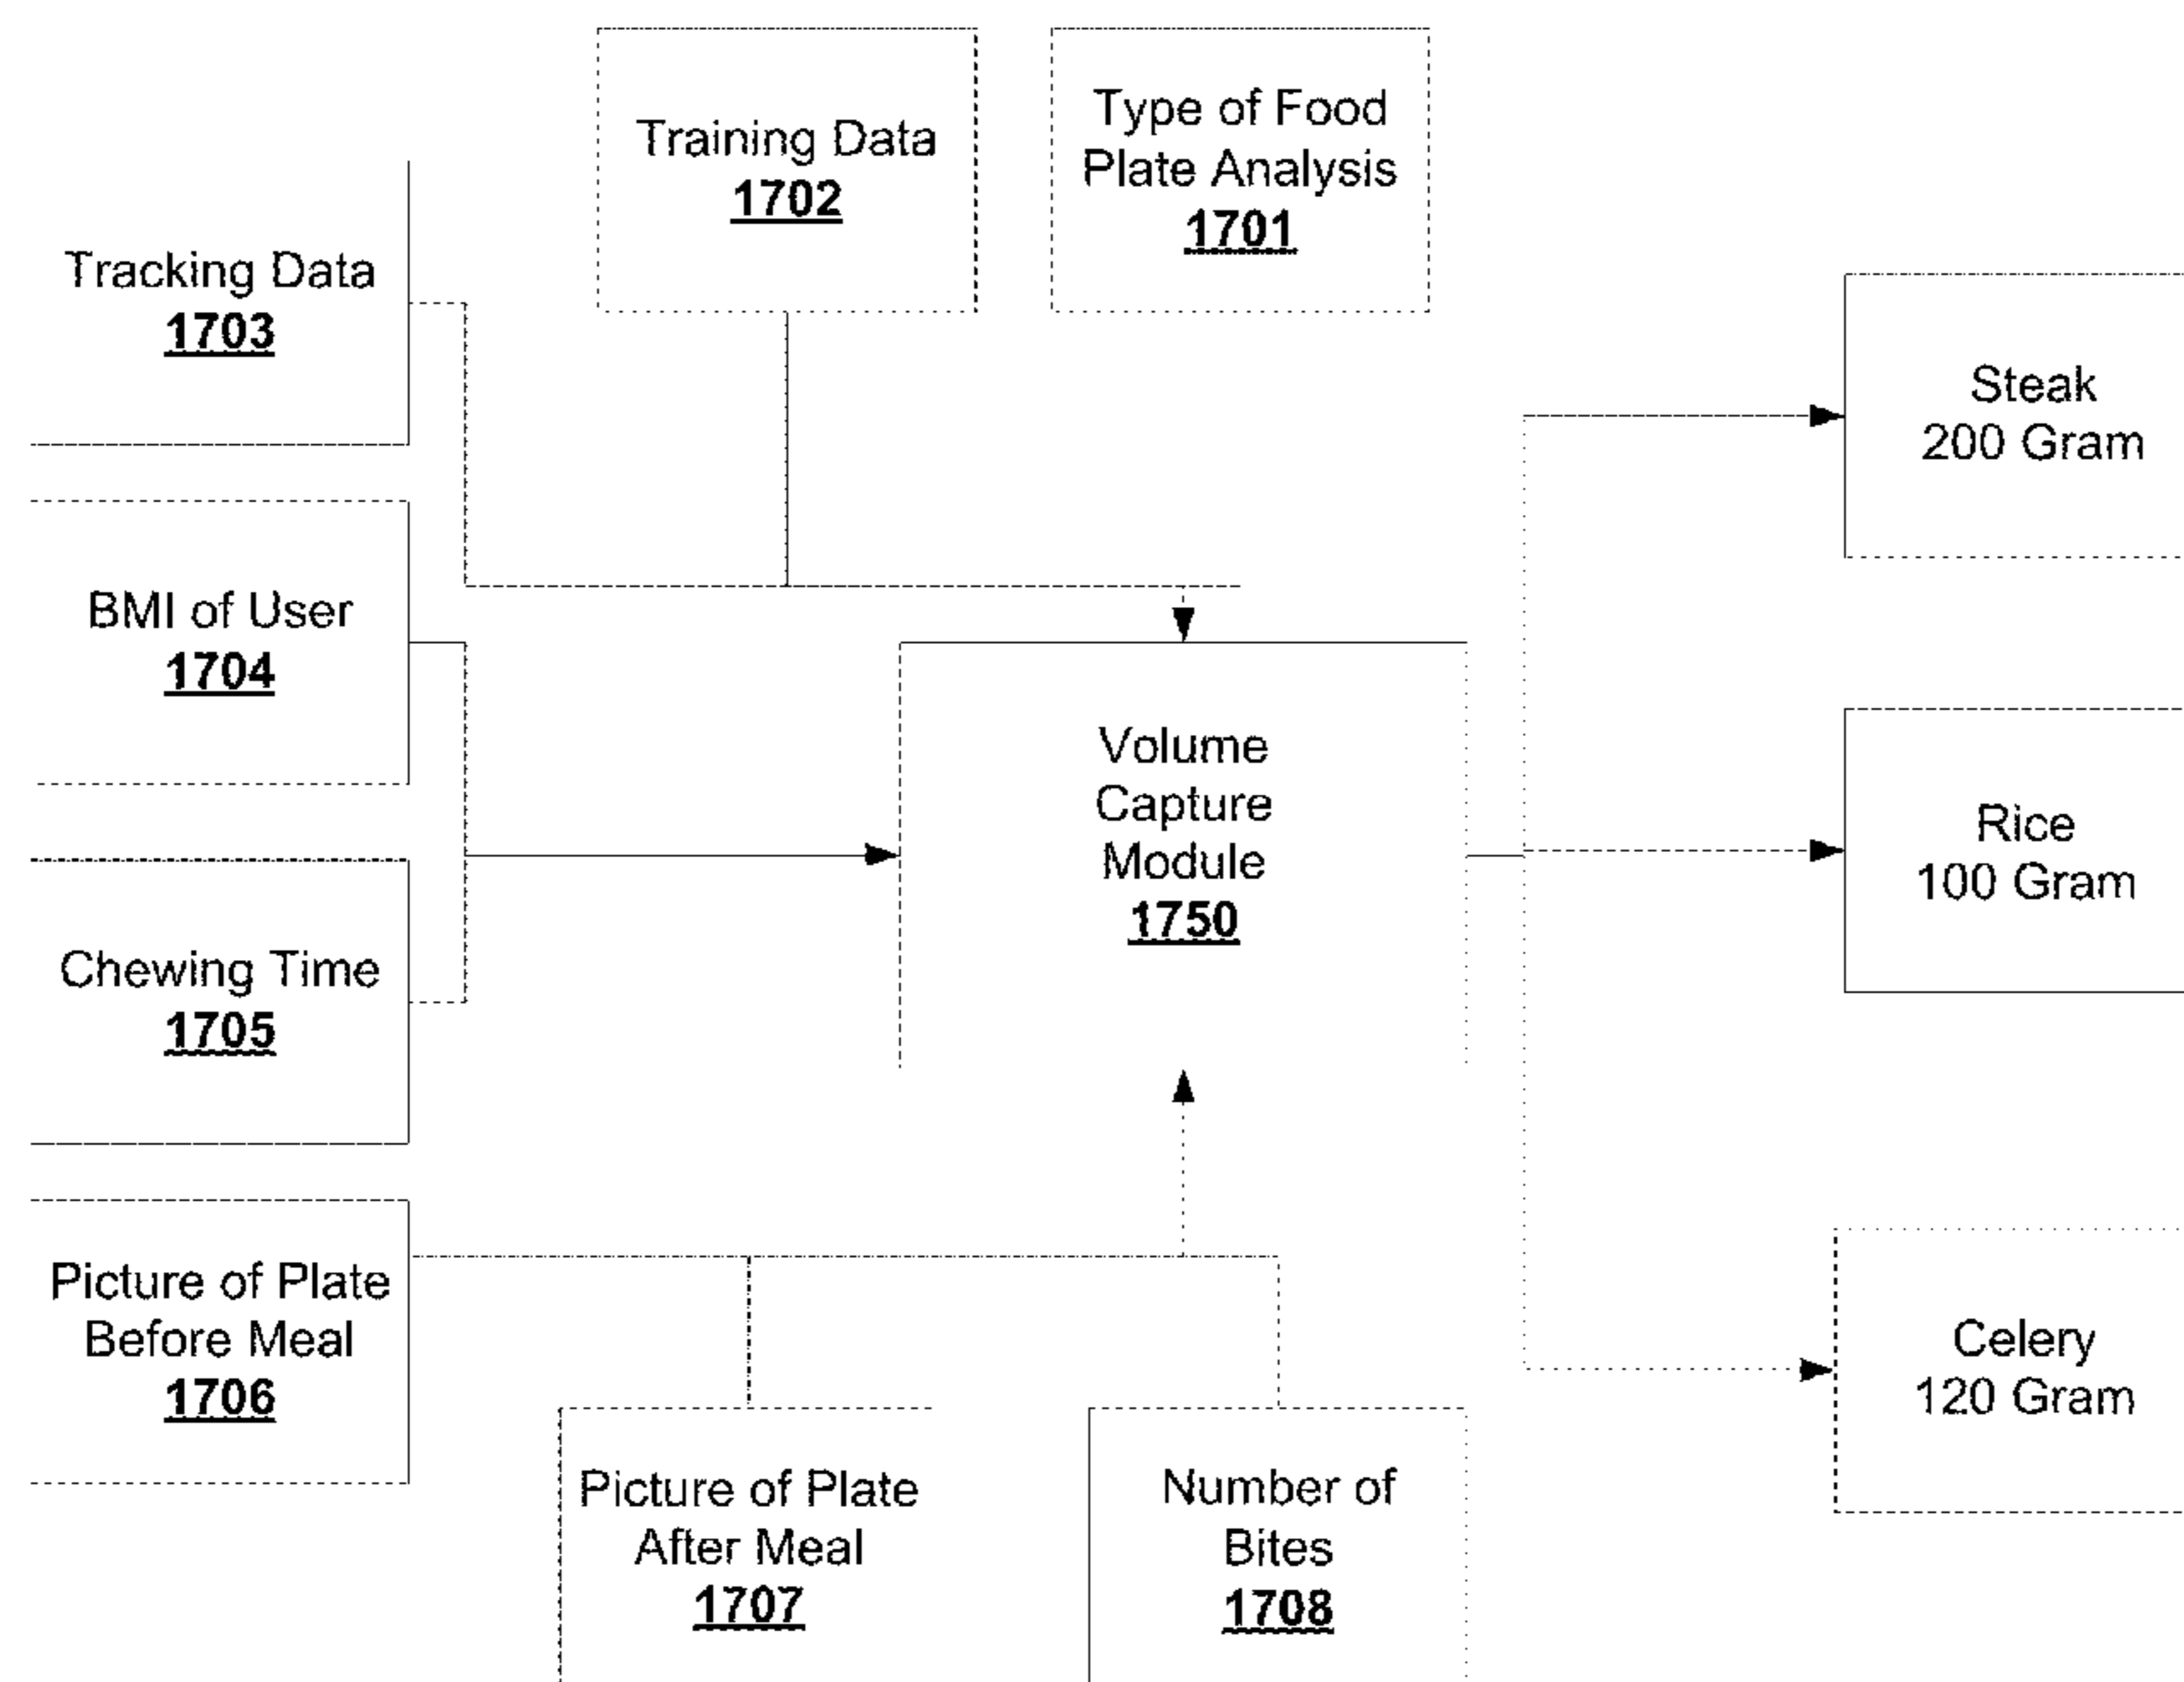 Training Data
1702
Type of Food
Plate Analysis
1701
Tracking Data
1703
Steak
200 Gram
BMI of User
1704
Volume
Capture
Module
1750
Rice
100 Gram
Chewing Time
1705
Picture of Plate
Before Meal
1706
Celery
120 Gram
Picture of Plate
After Meal
1707
Number of
Bites
1708